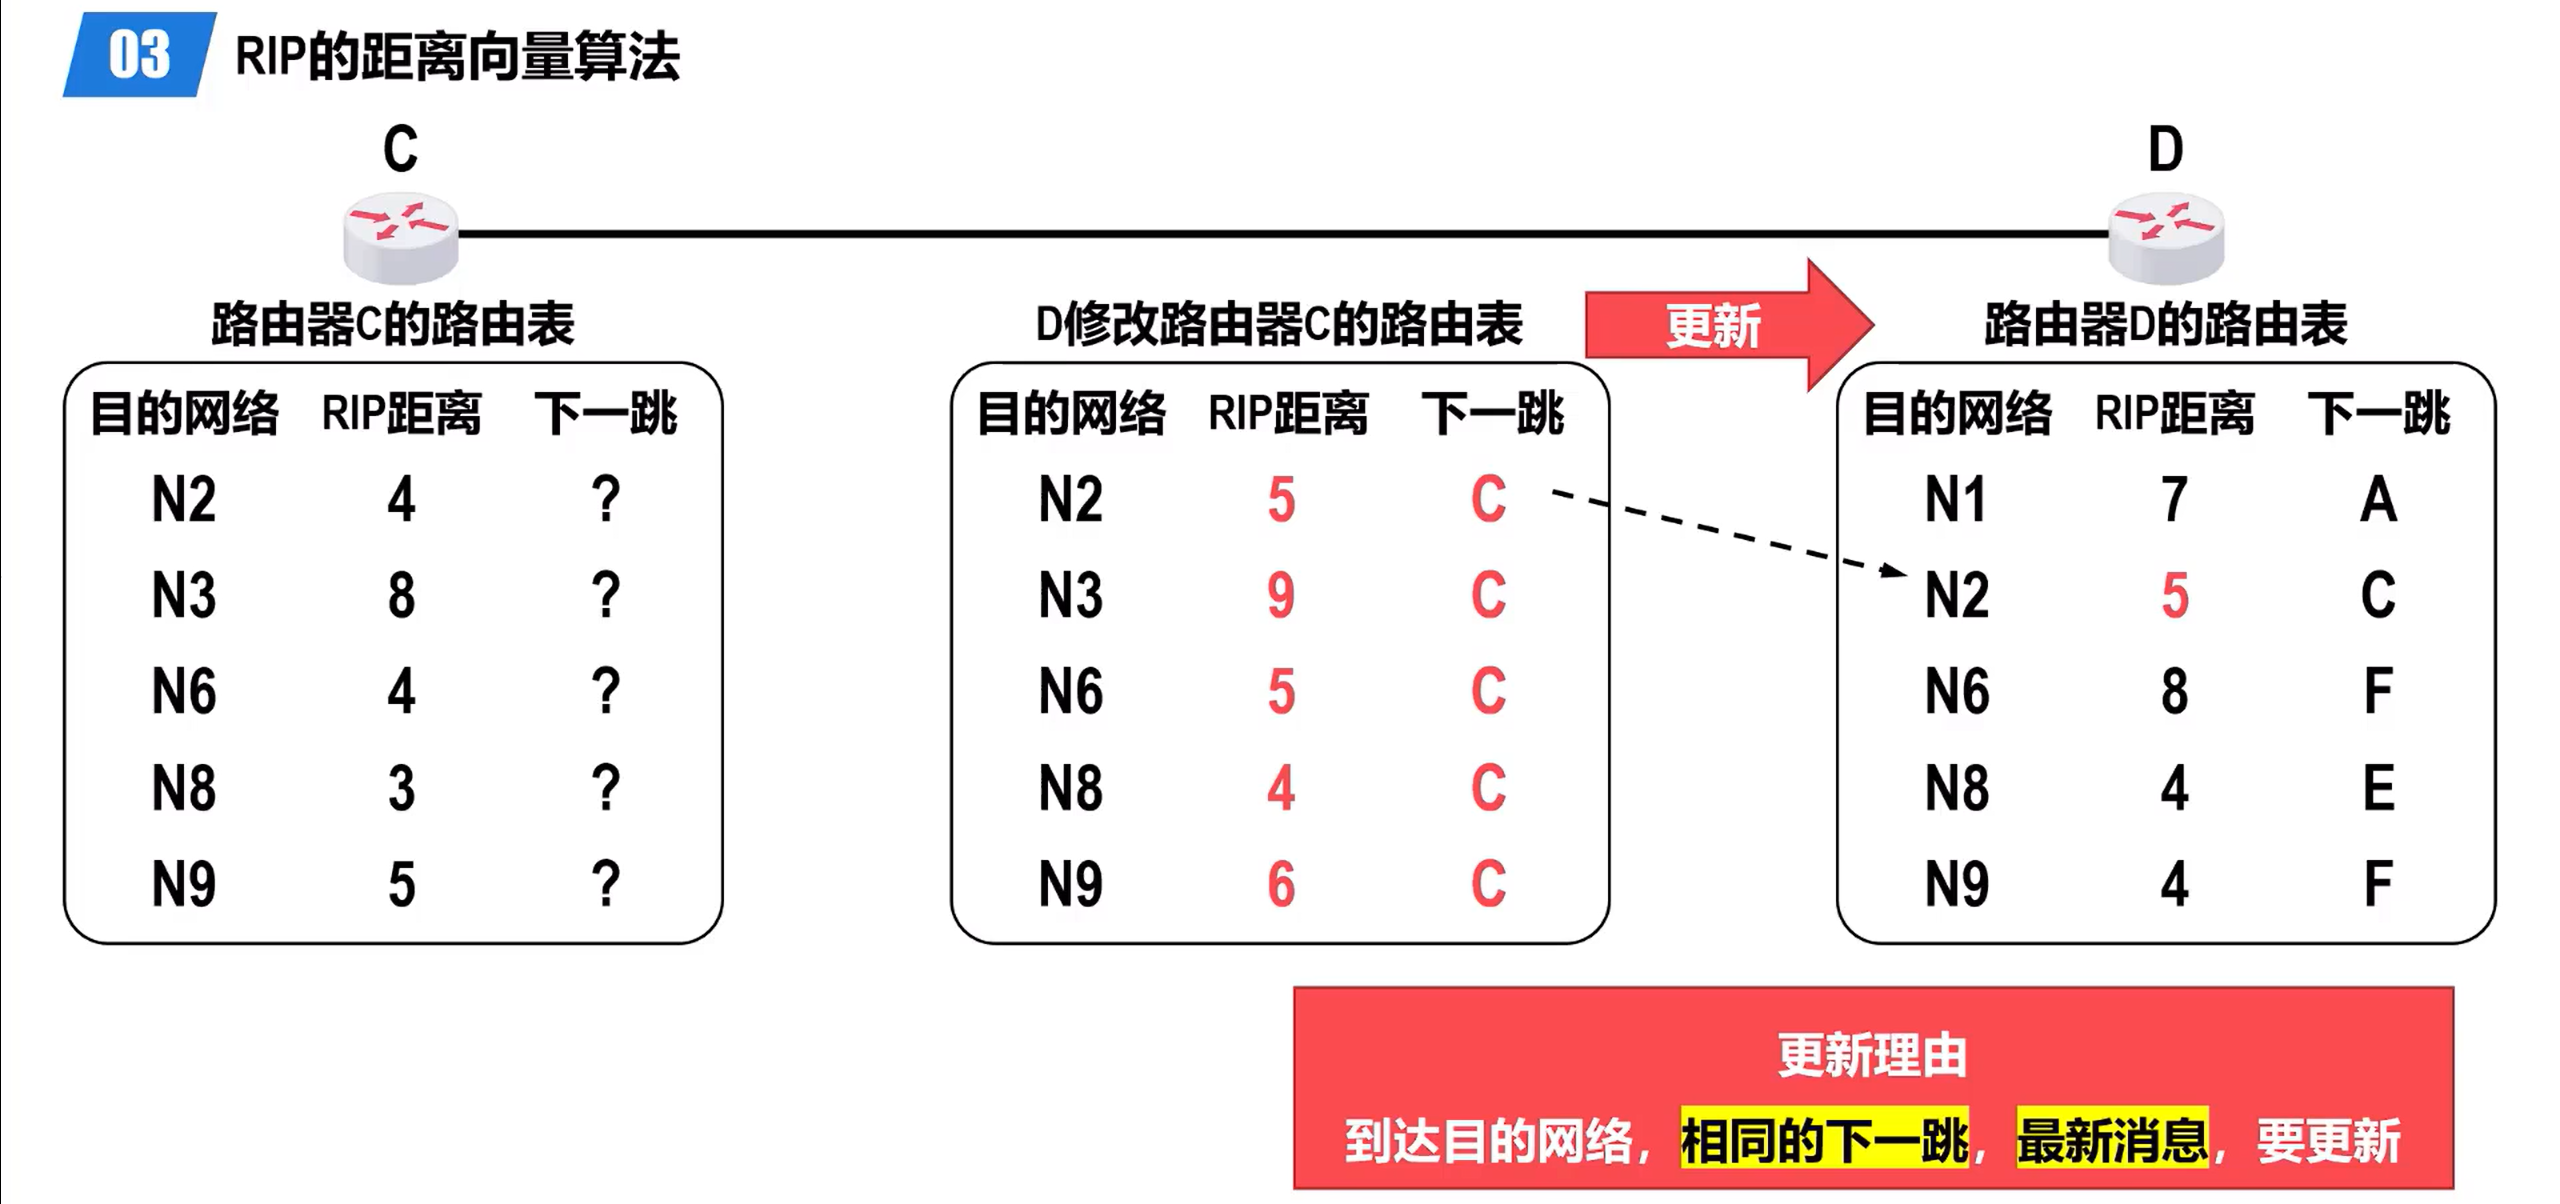 03 RIP的距离向量算法
C D
更新
路由器C的路由表
目的网络 RIP距离 下一跳
N2 4 ?
N3 8 ?
N6 4 ?
N8 3 ?
N9 5 ?
D修改路由器C的路由表
目的网络 RIP距离 下一跳
N2 5 C
N3 9 C
N6 5 C
N8 4 C
N9 6 C
路由器D的路由表
目的网络 RIP距离 下一跳
N1 7 A
N2 5 C
N6 8 F
N8 4 E
N9 4 F
更新理由
到达目的网络，相同的下一跳，最新消息，要更新